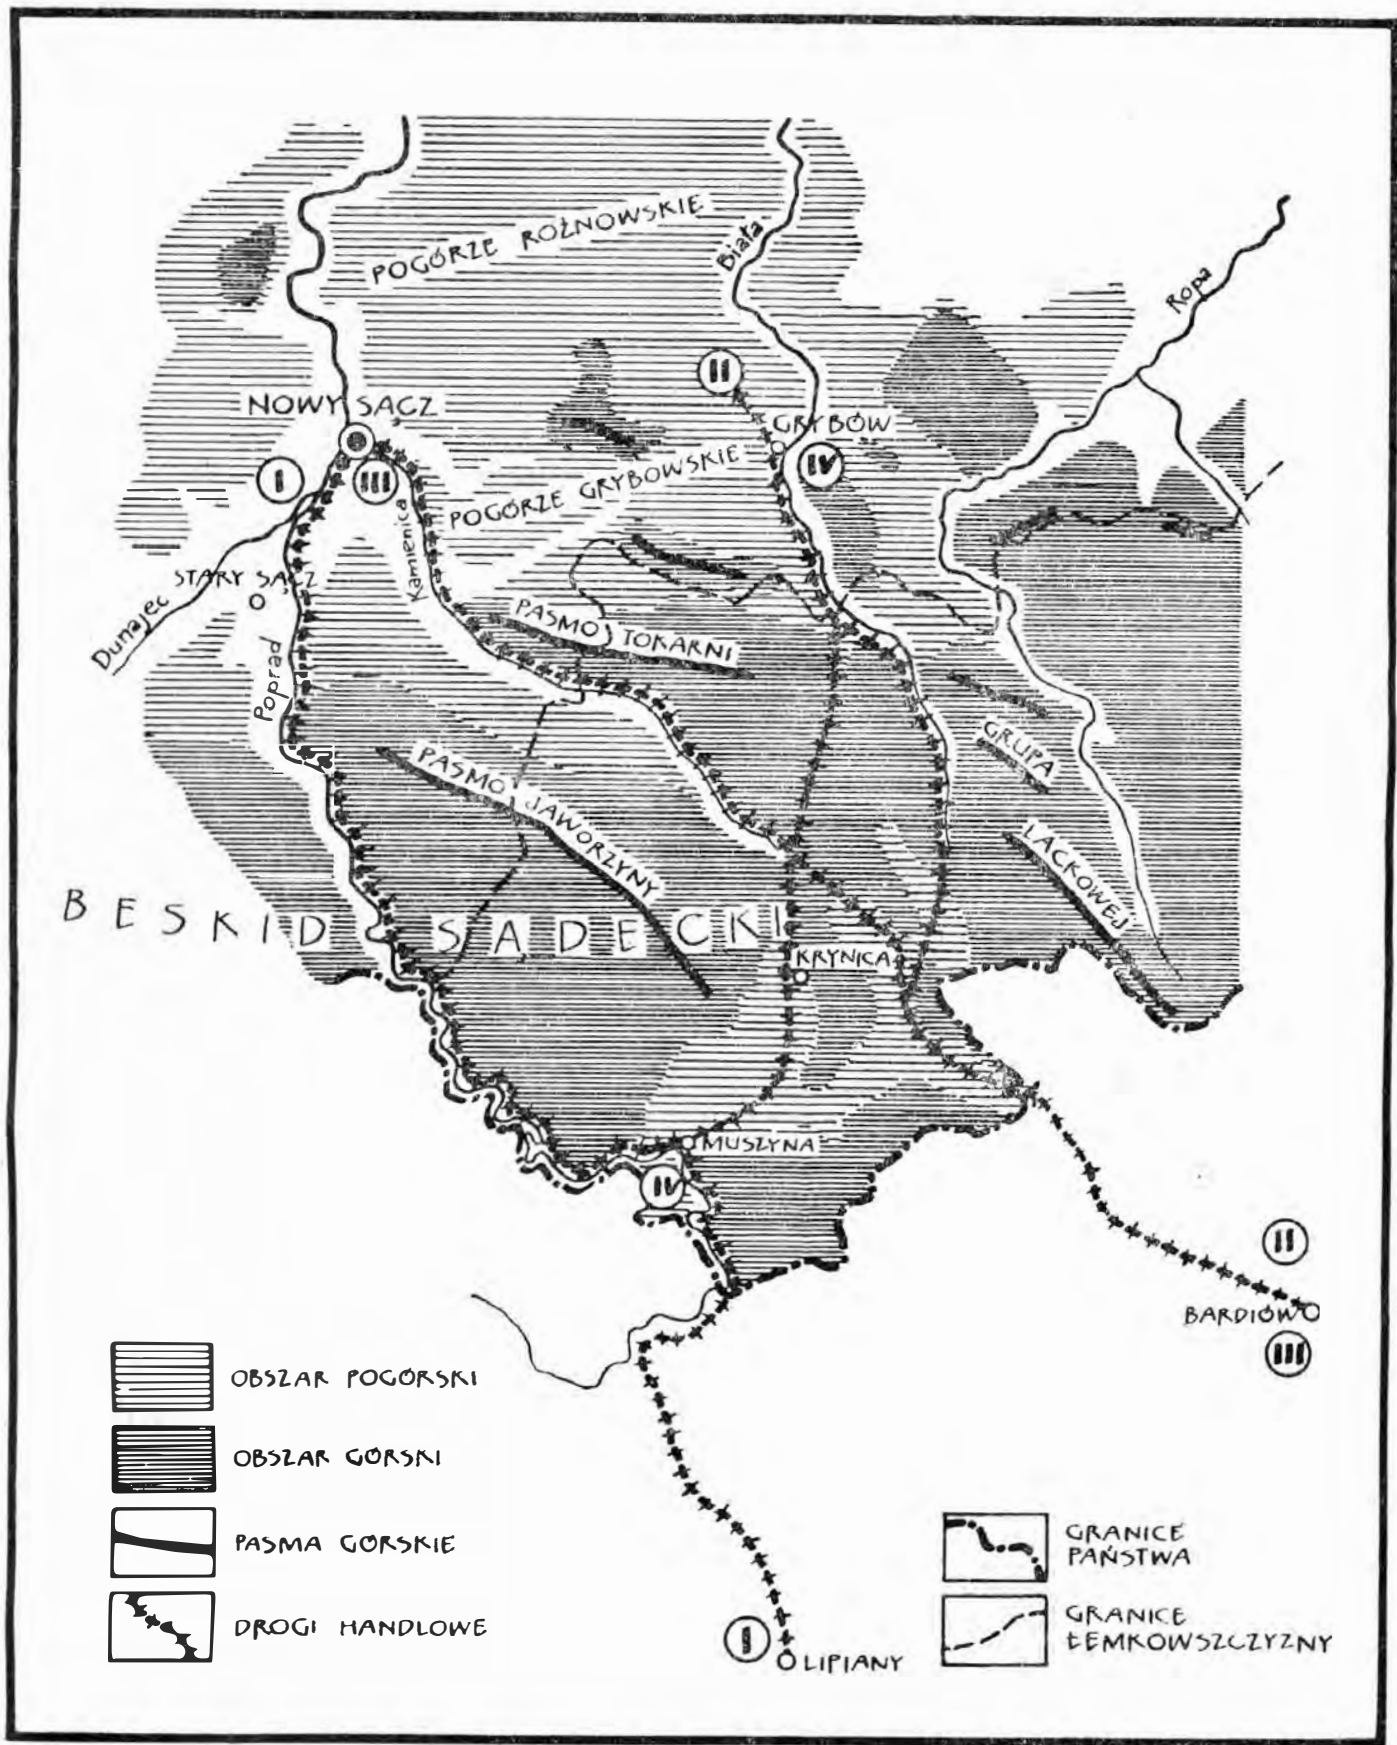 POGÓRZE ROŻNOWSKIE
Biała
Ropa
II
NOWY SĄCZ
GRYBÓW
I
III
IV
POGÓRZE GRYBOWSKIE
Kamienica
STARY SĄCZ
Dunajec
Poprad
PASMO TOKARNI
GRUPA
LACKOWEJ
PASMO JAWORZYNY
BESKID SĄDECKI
KRYNICA
MUSZYNA
IV
II
BARDIÓW
III
OBSZAR POGÓRSKI
OBSZAR GÓRSKI
PASMA GÓRSKIE
DROGI HANDLOWE
GRANICE
PAŃSTWA
GRANICE
ŁEMKOWSZCZYZNY
I
LIPIANY